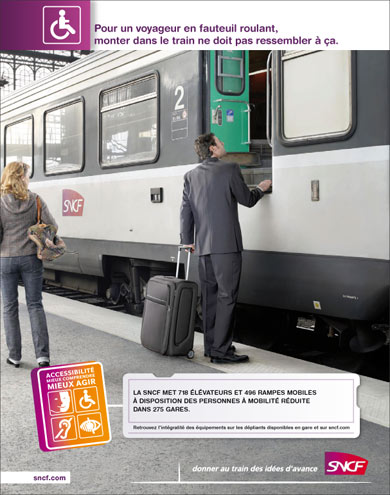 Pour un voyageur en fauteuil roulant,
monter dans le train ne doit pas ressembler à ça.
2
SNCF
ACCESSIBILITÉ
MIEUX COMPRENDRE
MIEUX AGIR
LA SNCF MET 718 ÉLÉVATEURS ET 496 RAMPES MOBILES
À DISPOSITION DES PERSONNES À MOBILITÉ RÉDUITE
DANS 275 GARES.
Retrouvez l'intégralité des équipements sur les dépliants disponibles en gare et sur sncf.com
sncf.com
donner au train des idées d'avance
SNCF